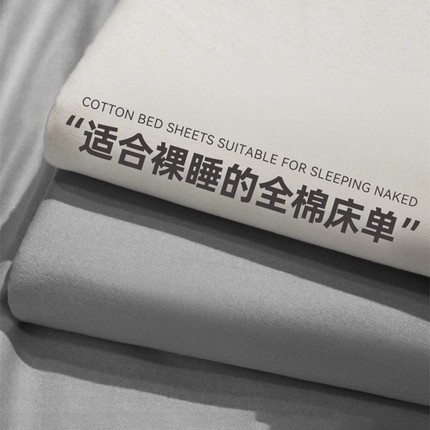 COTTON BED SHEETS SUITABLE FOR SLEEPING NAKED
“适合裸睡的全棉床单”